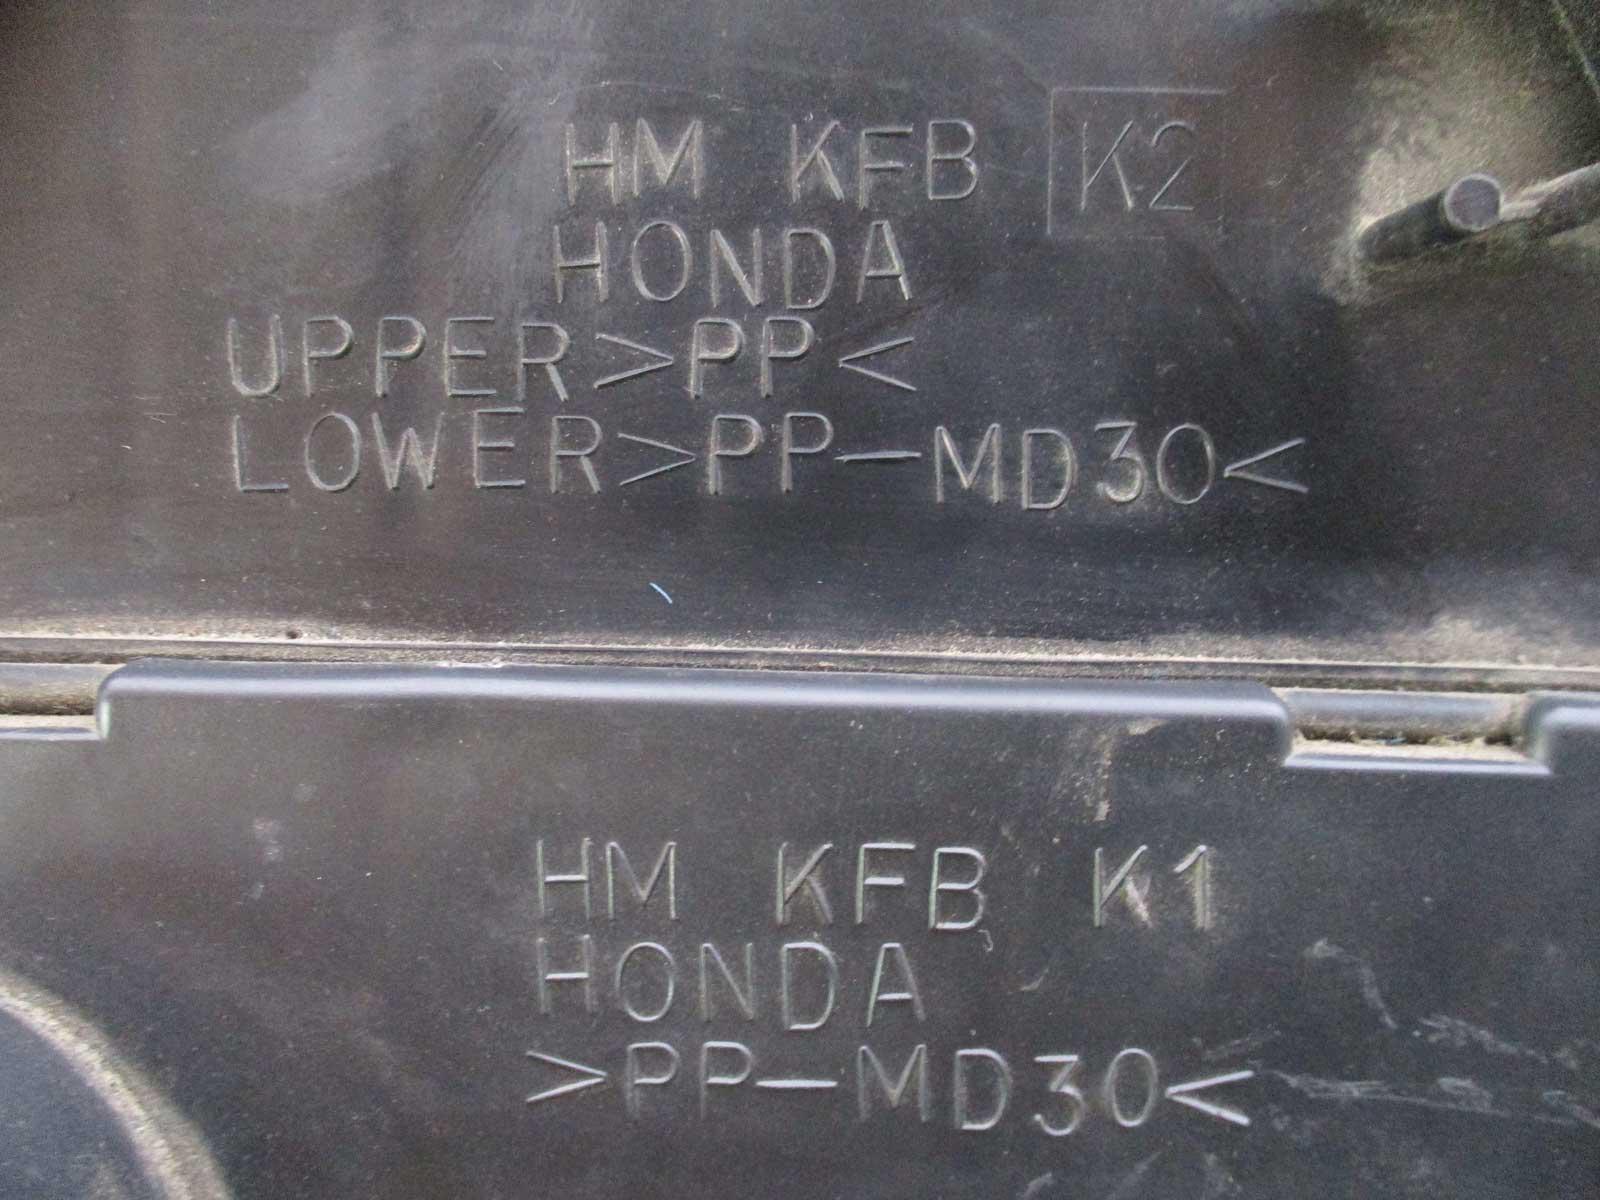 HM KFB K2
HONDA
UPPER>PP<
LOWER>PP-MD30<
HM KFB K1
HONDA
>PP-MD30<